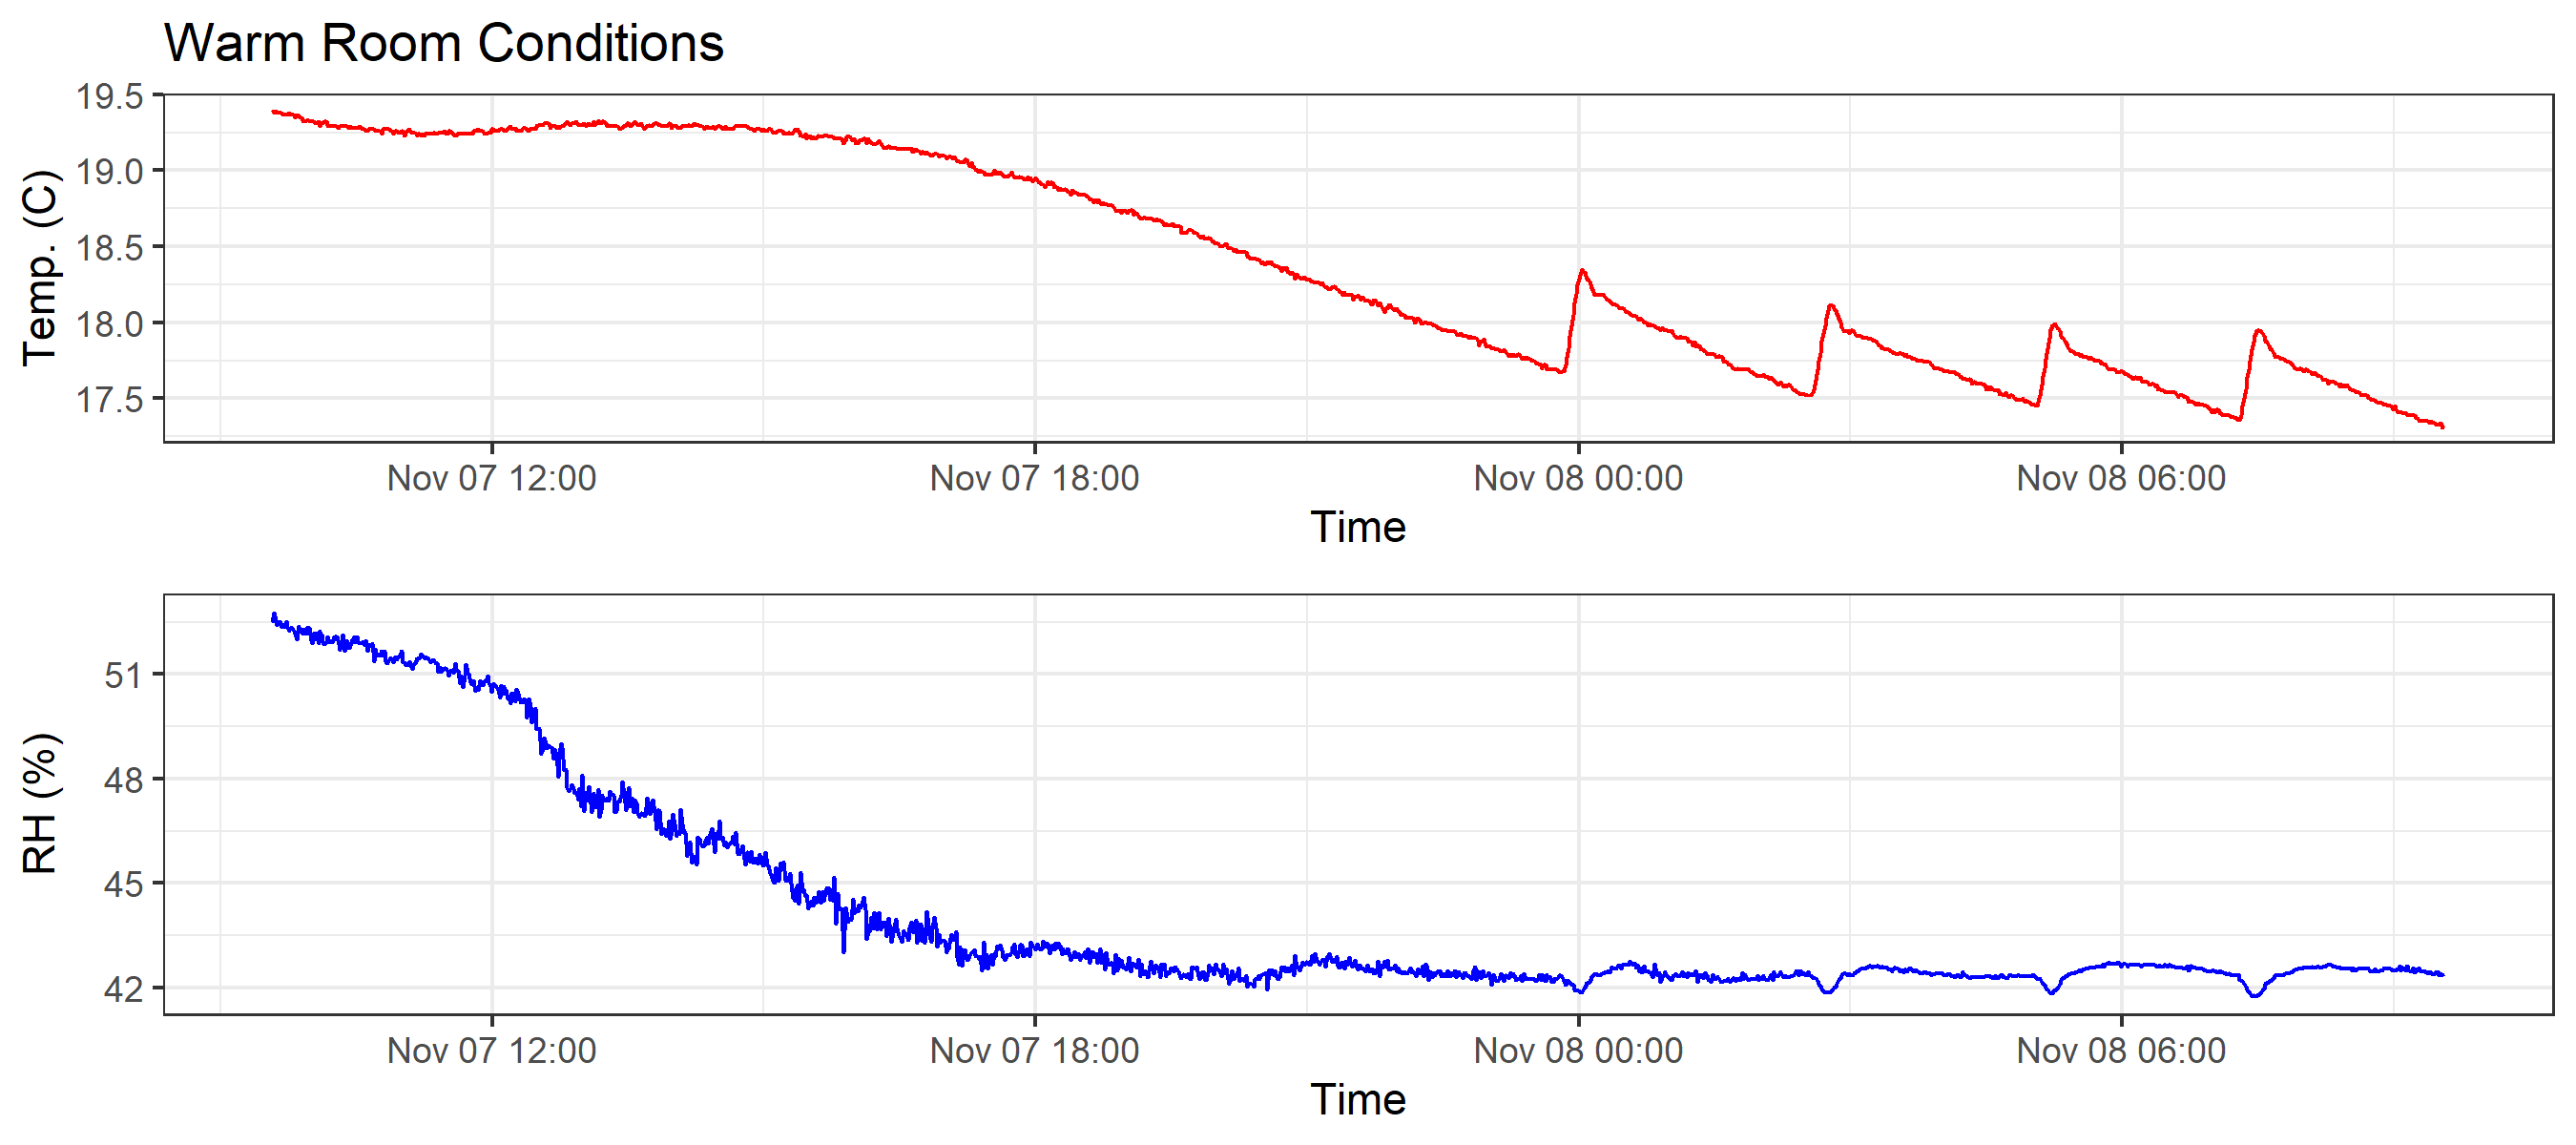 Warm Room Conditions
Temp. (C)
19.5
19.0
18.5
18.0
17.5
Nov 07 12:00 Nov 07 18:00 Nov 08 00:00 Nov 08 06:00
Time
RH (%)
51
48
45
42
Nov 07 12:00 Nov 07 18:00 Nov 08 00:00 Nov 08 06:00
Time